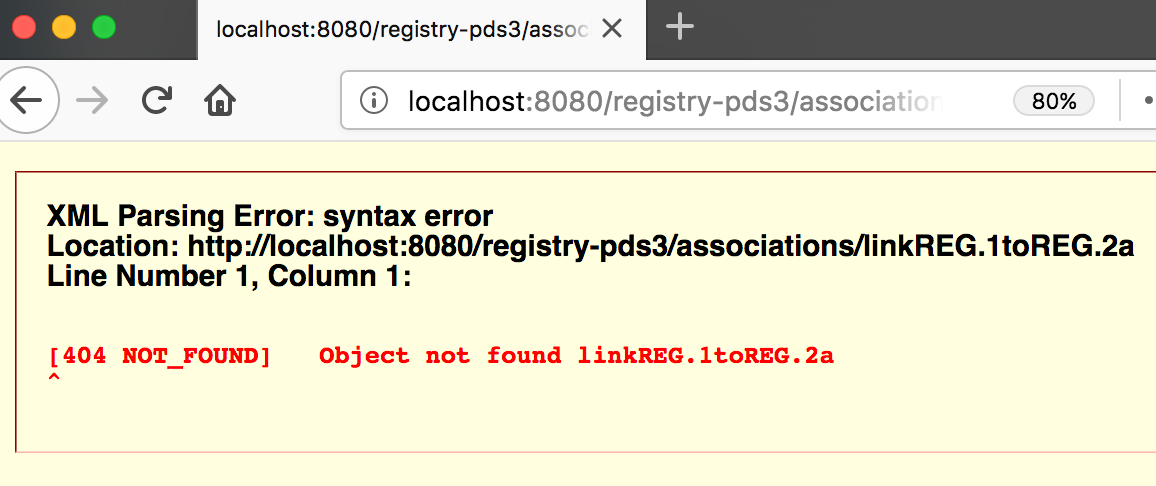 localhost:8080/registry-pds3/assoc
localhost:8080/registry-pds3/association
80%
XML Parsing Error: syntax error
Location: http://localhost:8080/registry-pds3/associations/linkREG.1toREG.2a
Line Number 1, Column 1:
[404 NOT_FOUND]   Object not found linkREG.1toREG.2a
^